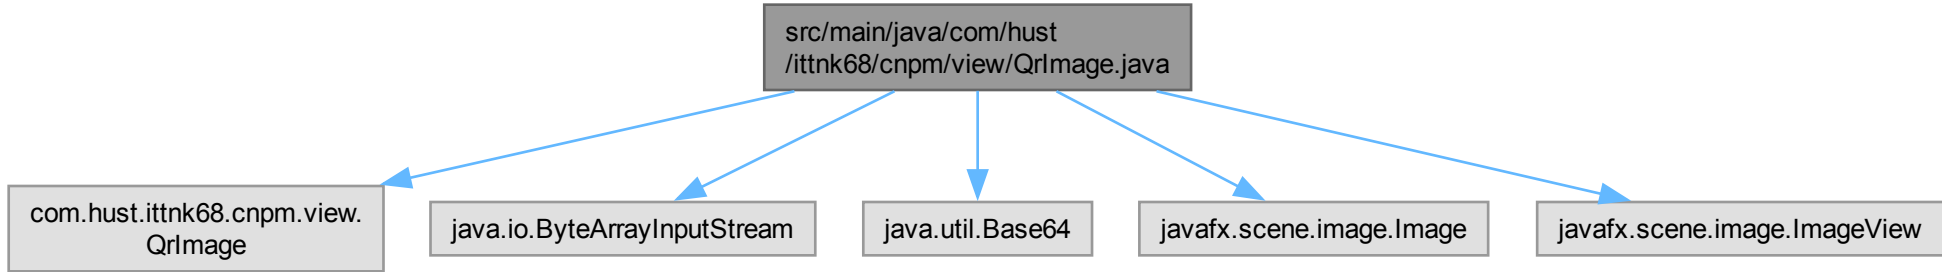 src/main/java/com/hust
/ittnk68/cnpm/view/QrImage.java
com.hust.ittnk68.cnpm.view.
QrImage
java.io.ByteArrayInputStream
java.util.Base64
javafx.scene.image.Image
javafx.scene.image.ImageView